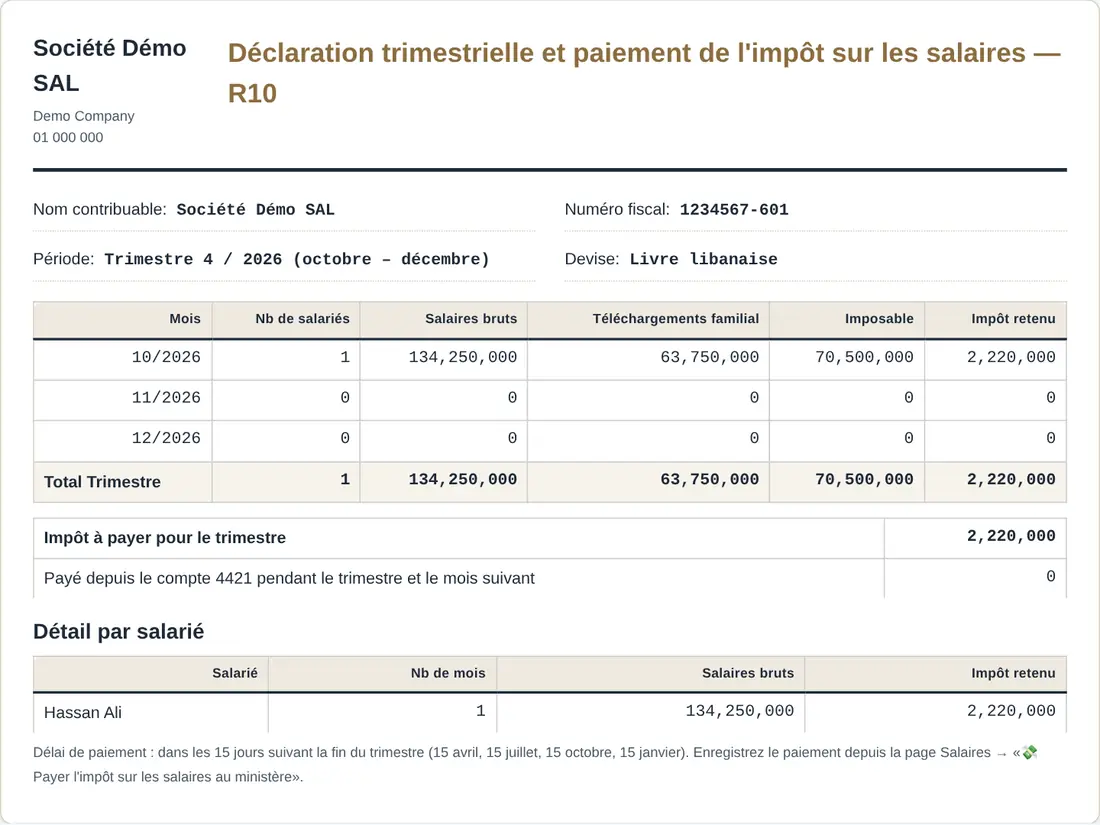 Société Démo
SAL
Demo Company
01 000 000
Déclaration trimestrielle et paiement de l'impôt sur les salaires —
R10
Nom contribuable: Société Démo SAL
Numéro fiscal: 1234567-601
Période: Trimestre 4 / 2026 (octobre – décembre)
Devise: Livre libanaise
Mois Nb de salariés Salaires bruts Téléchargements familial Imposable Impôt retenu
10/2026 1 134,250,000 63,750,000 70,500,000 2,220,000
11/2026 0 0 0 0 0
12/2026 0 0 0 0 0
Total Trimestre 1 134,250,000 63,750,000 70,500,000 2,220,000
Impôt à payer pour le trimestre 2,220,000
Payé depuis le compte 4421 pendant le trimestre et le mois suivant 0
Détail par salarié
Salarié Nb de mois Salaires bruts Impôt retenu
Hassan Ali 1 134,250,000 2,220,000
Délai de paiement : dans les 15 jours suivant la fin du trimestre (15 avril, 15 juillet, 15 octobre, 15 janvier). Enregistrez le paiement depuis la page Salaires → «💸
Payer l'impôt sur les salaires au ministère».